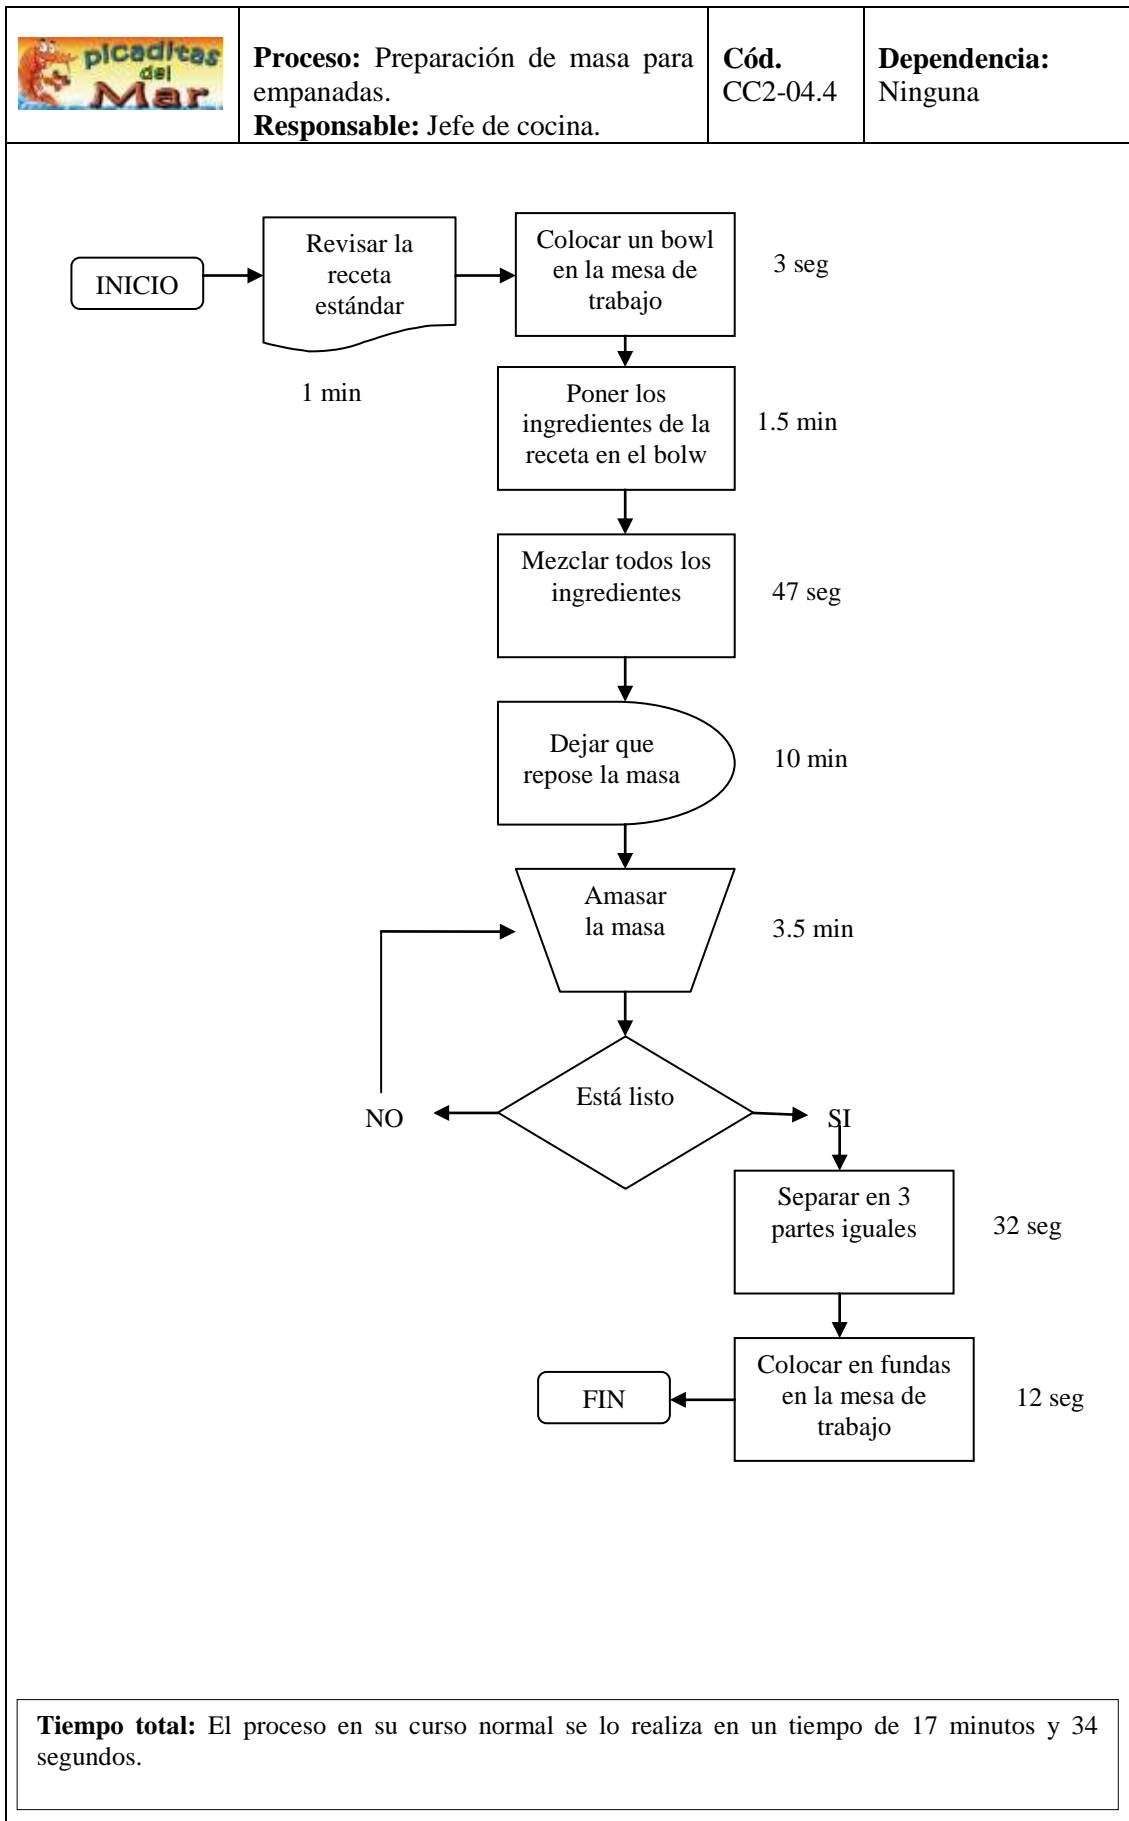 picaditas
del
Mar
Proceso: Preparación de masa para
empanadas.
Responsable: Jefe de cocina.
Cód.
CC2-04.4
Dependencia:
Ninguna
INICIO
Revisar la
receta
estándar
1 min
Colocar un bowl
en la mesa de
trabajo
3 seg
Poner los
ingredientes de la
receta en el bolw
1.5 min
Mezclar todos los
ingredientes
47 seg
Dejar que
repose la masa
10 min
Amasar
la masa
3.5 min
Está listo
NO
SI
Separar en 3
partes iguales
32 seg
Colocar en fundas
en la mesa de
trabajo
12 seg
FIN
Tiempo total: El proceso en su curso normal se lo realiza en un tiempo de 17 minutos y 34
segundos.